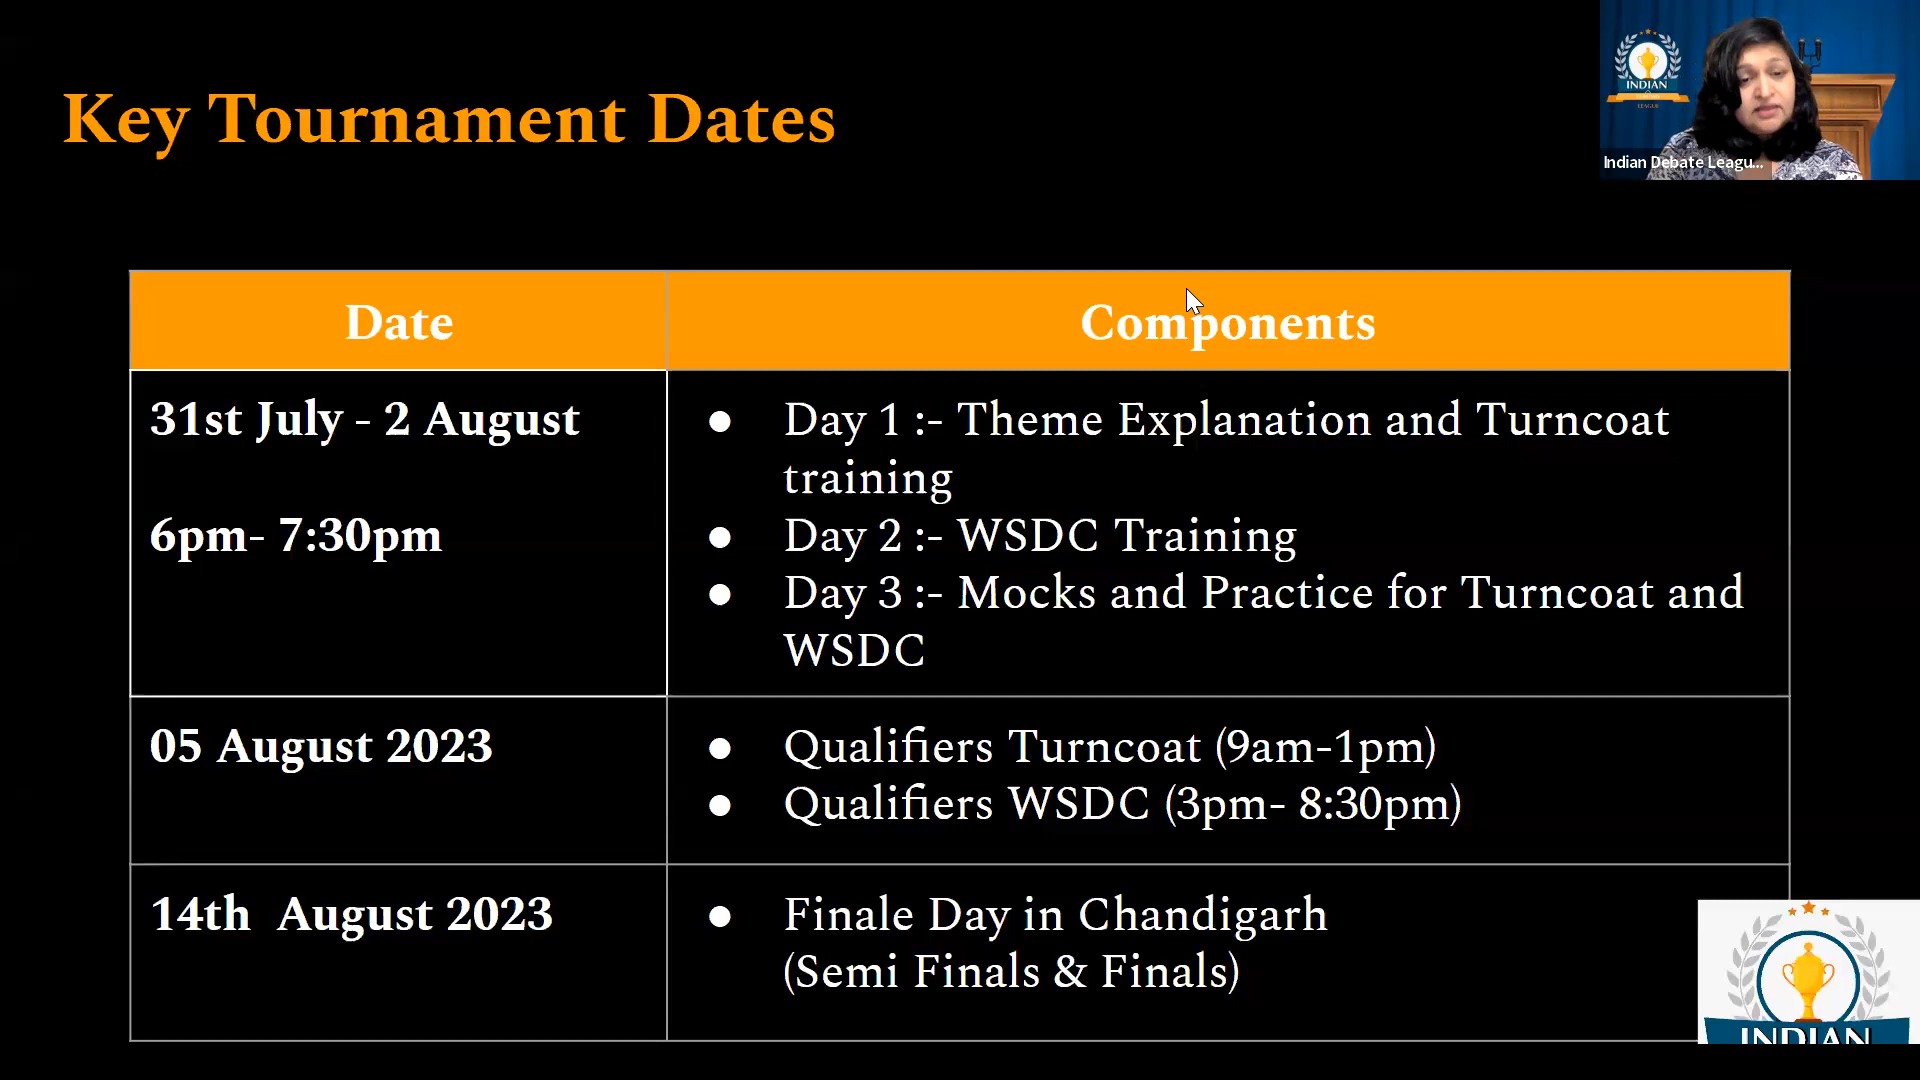 Key Tournament Dates
INDIAN
LEAGUE
Indian Debate Leagu...
Date
Components
31st July - 2 August
6pm- 7:30pm
● Day 1 :- Theme Explanation and Turncoat
training
● Day 2 :- WSDC Training
● Day 3 :- Mocks and Practice for Turncoat and
WSDC
05 August 2023
● Qualifiers Turncoat (9am-1pm)
● Qualifiers WSDC (3pm- 8:30pm)
14th August 2023
● Finale Day in Chandigarh
(Semi Finals & Finals)
INDIAN